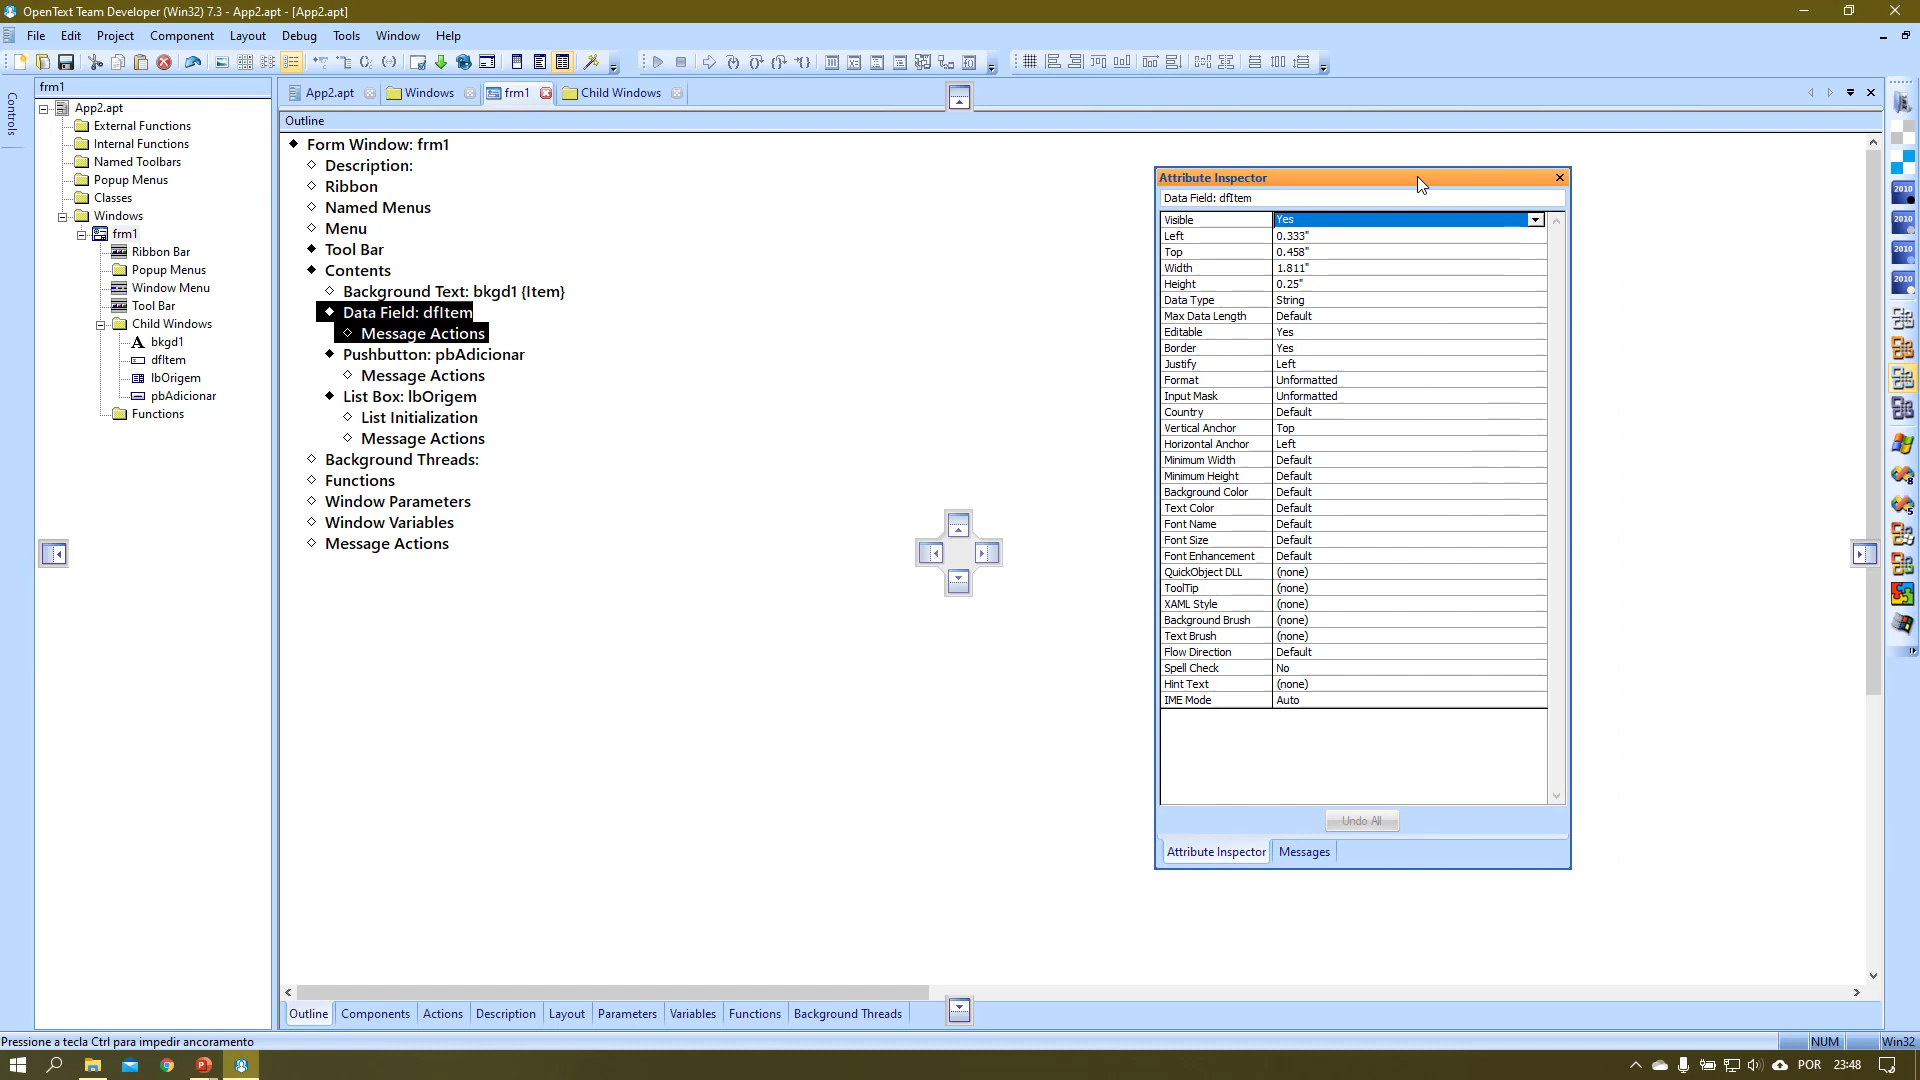 OpenText Team Developer (Win32) 7.3 - App2.apt - [App2.apt]
File Edit Project Component Layout Debug Tools Window Help
frm1
Controls
App2.apt
External Functions
Internal Functions
Named Toolbars
Popup Menus
Classes
Windows
frm1
Ribbon Bar
Popup Menus
Window Menu
Tool Bar
Child Windows
bkgd1
dfItem
lbOrigem
pbAdicionar
Functions
App2.apt Windows frm1 Child Windows
Outline
Form Window: frm1
Description:
Ribbon
Named Menus
Menu
Tool Bar
Contents
Background Text: bkgd1 {Item}
Data Field: dfItem
Message Actions
Pushbutton: pbAdicionar
Message Actions
List Box: lbOrigem
List Initialization
Message Actions
Background Threads:
Functions
Window Parameters
Window Variables
Message Actions
Attribute Inspector
Data Field: dfItem
Visible Yes
Left 0.333"
Top 0.458"
Width 1.811"
Height 0.25"
Data Type String
Max Data Length Default
Editable Yes
Border Yes
Justify Left
Format Unformatted
Input Mask Unformatted
Country Default
Vertical Anchor Top
Horizontal Anchor Left
Minimum Width Default
Minimum Height Default
Background Color Default
Text Color Default
Font Name Default
Font Size Default
Font Enhancement Default
QuickObject DLL (none)
ToolTip (none)
XAML Style (none)
Background Brush (none)
Text Brush (none)
Flow Direction Default
Spell Check No
Hint Text (none)
IME Mode Auto
Undo All
Attribute Inspector Messages
2010
2010
2010
2010
Outline Components Actions Description Layout Parameters Variables Functions Background Threads
Pressione a tecla Ctrl para impedir ancoramento
NUM Win32
POR 23:48